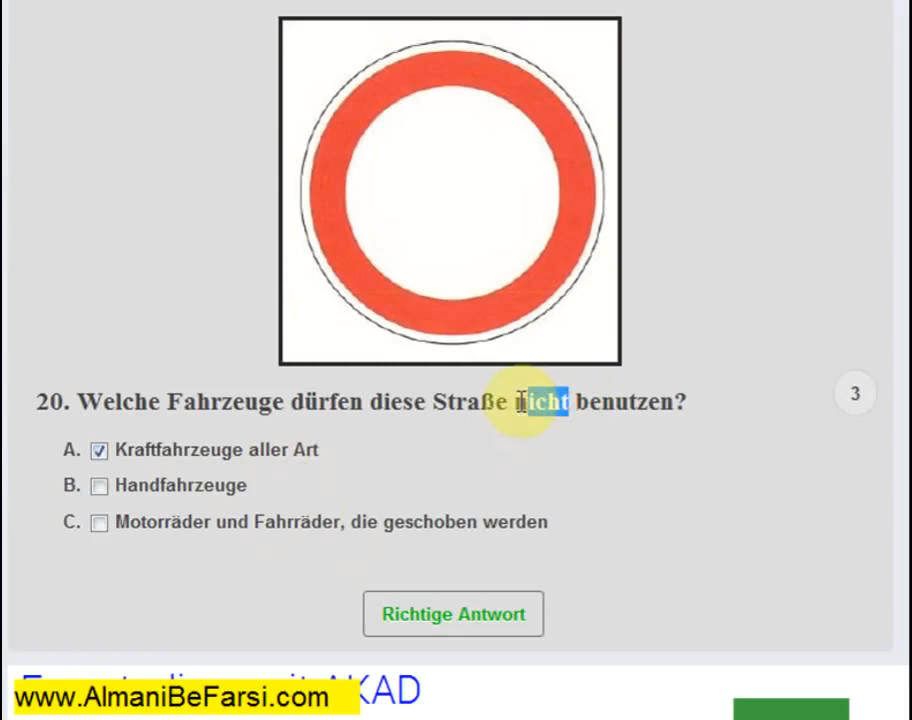 20. Welche Fahrzeuge dürfen diese Straße nicht benutzen?
3
A. Kraftfahrzeuge aller Art
B. Handfahrzeuge
C. Motorräder und Fahrräder, die geschoben werden
Richtige Antwort
AKAD
www.AlmaniBeFarsi.com